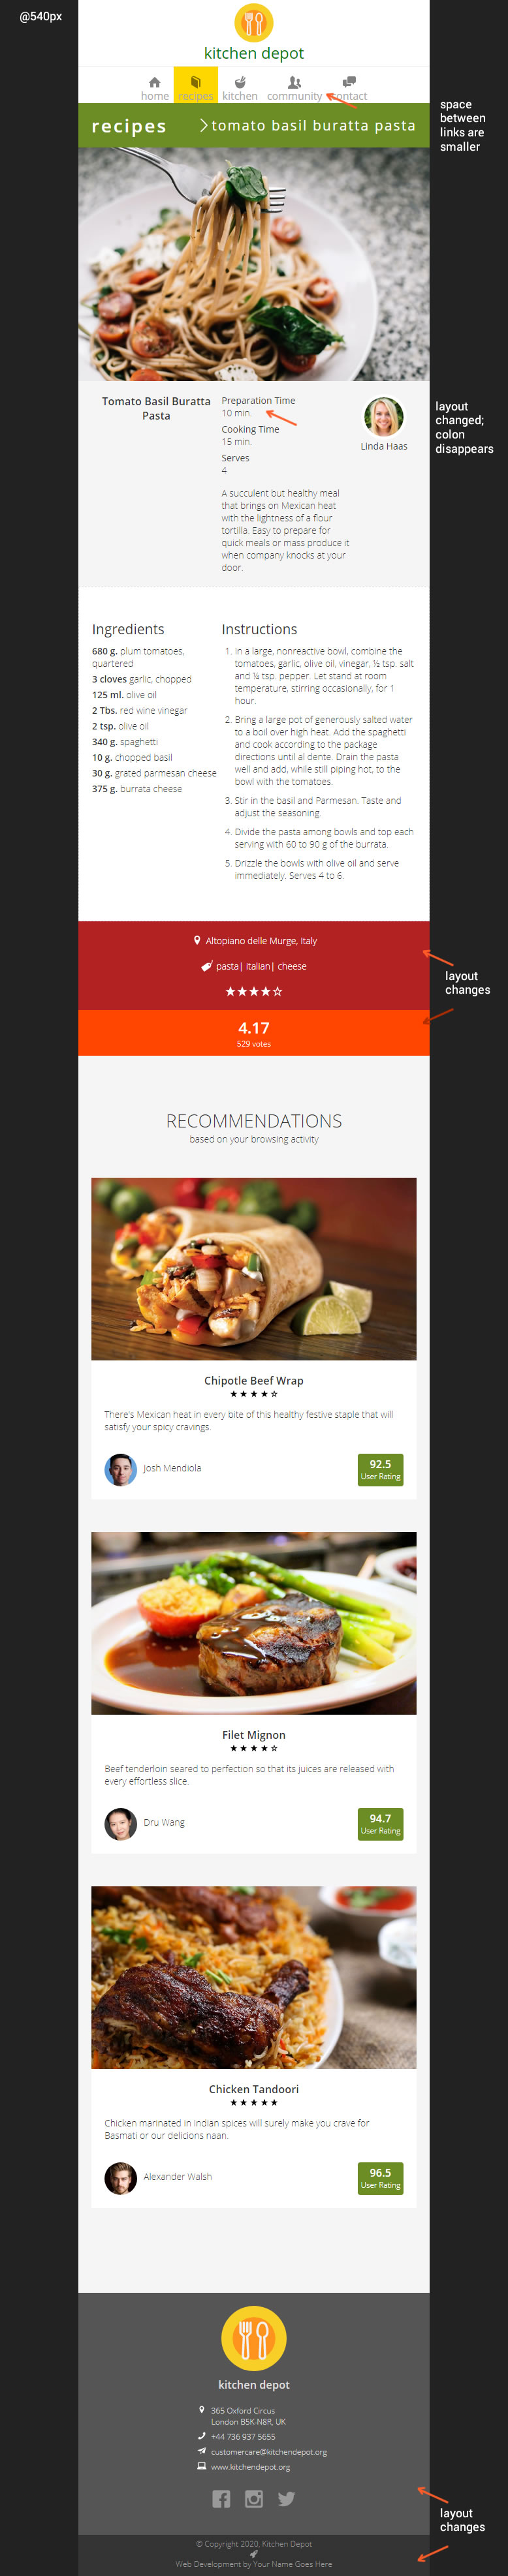 @540px
kitchen depot
home recipes kitchen community contact
space
between
links are
smaller
recipes tomato basil buratta pasta
Tomato Basil Buratta
Pasta
Preparation Time
10 min.
Cooking Time
15 min.
Serves
4
Linda Haas
layout
changed;
colon
disappears
A succulent but healthy meal
that brings on Mexican heat
with the lightness of a flour
tortilla. Easy to prepare for
quick meals or mass produce it
when company knocks at your
door.
Ingredients
680 g. plum tomatoes,
quartered
3 cloves garlic, chopped
125 ml. olive oil
2 Tbs. red wine vinegar
2 tsp. olive oil
340 g. spaghetti
10 g. chopped basil
30 g. grated parmesan cheese
375 g. burrata cheese
Instructions
1. In a large, nonreactive bowl, combine the
tomatoes, garlic, olive oil, vinegar, ½ tsp. salt
and ¼ tsp. pepper. Let stand at room
temperature, stirring occasionally, for 1
hour.
2. Bring a large pot of generously salted water
to a boil over high heat. Add the spaghetti
and cook according to the package
directions until al dente. Drain the pasta
well and add, while still piping hot, to the
bowl with the tomatoes.
3. Stir in the basil and Parmesan. Taste and
adjust the seasoning.
4. Divide the pasta among bowls and top each
serving with 60 to 90 g of the burrata.
5. Drizzle the bowls with olive oil and serve
immediately. Serves 4 to 6.
Altopiano delle Murge, Italy
pasta| italian| cheese
★★★★☆
layout
changes
4.17
529 votes
RECOMMENDATIONS
based on your browsing activity
Chipotle Beef Wrap
★★★★☆
There's Mexican heat in every bite of this healthy festive staple that will
satisfy your spicy cravings.
Josh Mendiola
92.5
User Rating
Filet Mignon
★★★★☆
Beef tenderloin seared to perfection so that its juices are released with
every effortless slice.
Dru Wang
94.7
User Rating
Chicken Tandoori
★★★★★
Chicken marinated in Indian spices will surely make you crave for
Basmati or our delicions naan.
Alexander Walsh
96.5
User Rating
kitchen depot
365 Oxford Circus
London B5K-N8R, UK
+44 736 937 5655
customercare@kitchendepot.org
www.kitchendepot.org
layout
changes
© Copyright 2020, Kitchen Depot
Web Development by Your Name Goes Here